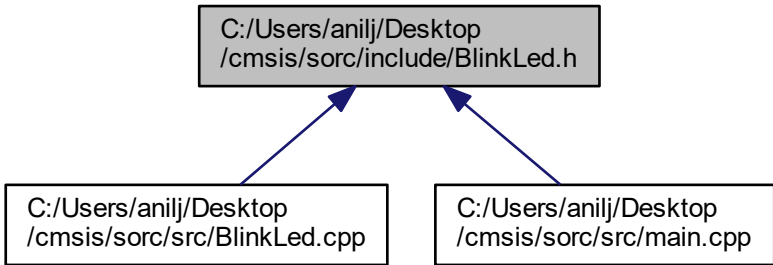 C:/Users/anilj/Desktop
/cmsis/sorc/include/BlinkLed.h
C:/Users/anilj/Desktop
/cmsis/sorc/src/BlinkLed.cpp
C:/Users/anilj/Desktop
/cmsis/sorc/src/main.cpp